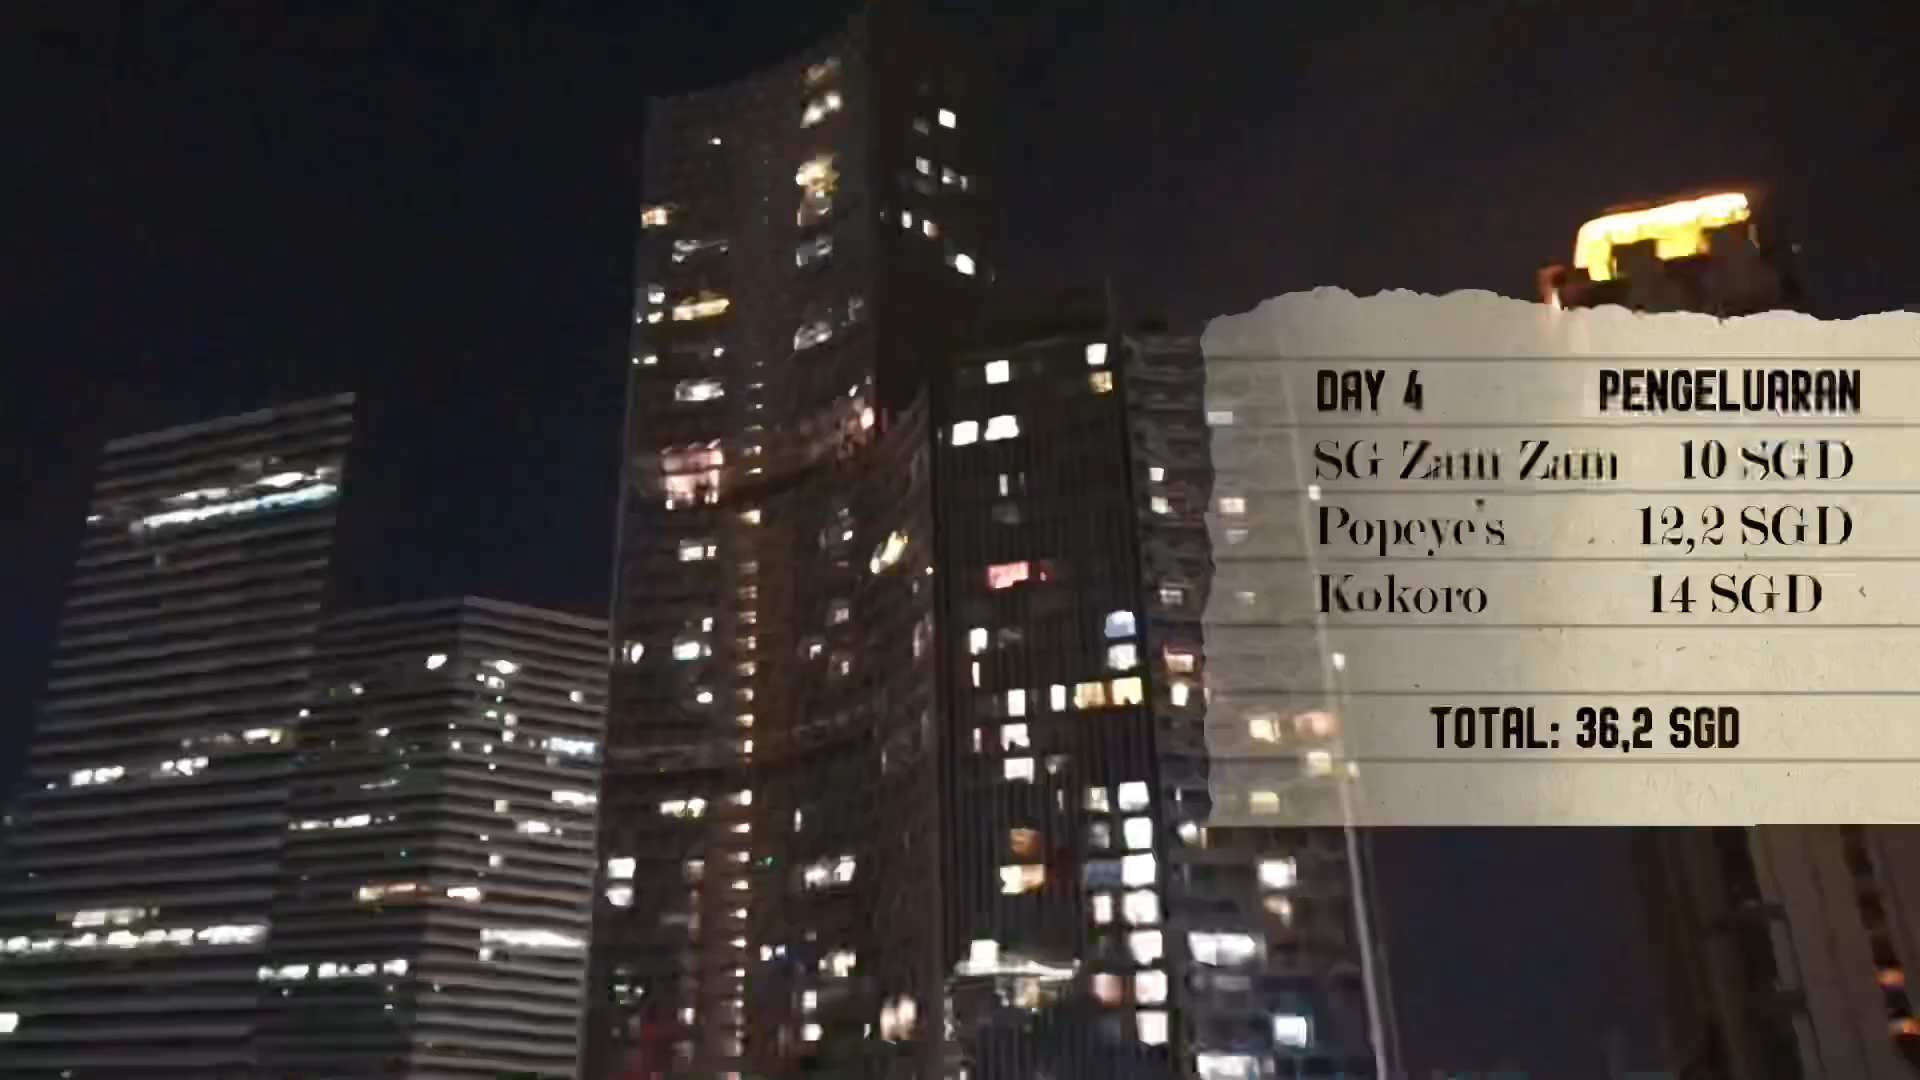 DAY 4 PENGELUARAN
SG Zam Zam 10 SGD
Popeye's 12,2 SGD
Kokoro 14 SGD
TOTAL: 36,2 SGD